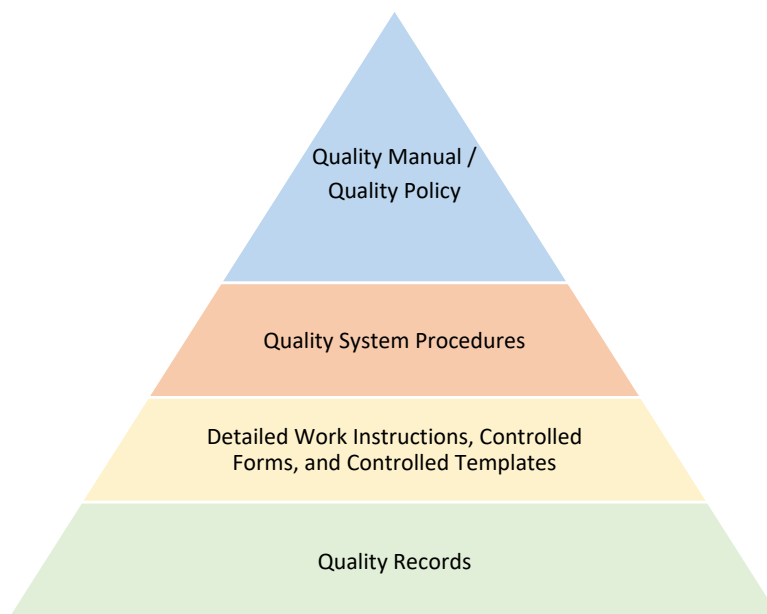 Quality Manual /
Quality Policy
Quality System Procedures
Detailed Work Instructions, Controlled
Forms, and Controlled Templates
Quality Records